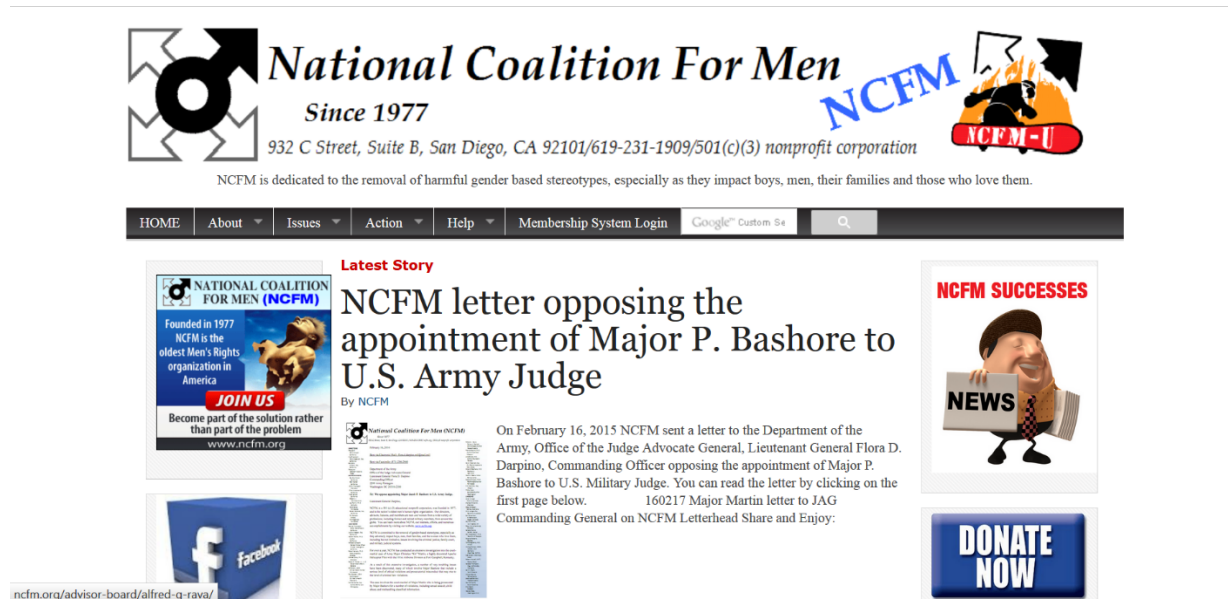 National Coalition For Men
Since 1977
932 C Street, Suite B, San Diego, CA 92101/619-231-1909/501(c)(3) nonprofit corporation
NCFM
NCFM-U
NCFM is dedicated to the removal of harmful gender based stereotypes, especially as they impact boys, men, their families and those who love them.
HOME About Issues Action Help Membership System Login Google™ Custom Se
NATIONAL COALITION
FOR MEN (NCFM)
Founded in 1977
NCFM is the
oldest Men's Rights
organization in
America
JOIN US
Become part of the solution rather
than part of the problem
www.ncfm.org
facebook
Latest Story
NCFM letter opposing the
appointment of Major P. Bashore to
U.S. Army Judge
By NCFM
National Coalition For Men (NCFM)
On February 16, 2015 NCFM sent a letter to the Department of the
Army, Office of the Judge Advocate General, Lieutenant General Flora D.
Darpino, Commanding Officer opposing the appointment of Major P.
Bashore to U.S. Military Judge. You can read the letter by clicking on the
first page below. 160217 Major Martin letter to JAG
Commanding General on NCFM Letterhead Share and Enjoy:
NCFM SUCCESSES
NEWS
DONATE
NOW
ncfm.org/advisor-board/alfred-g-rava/